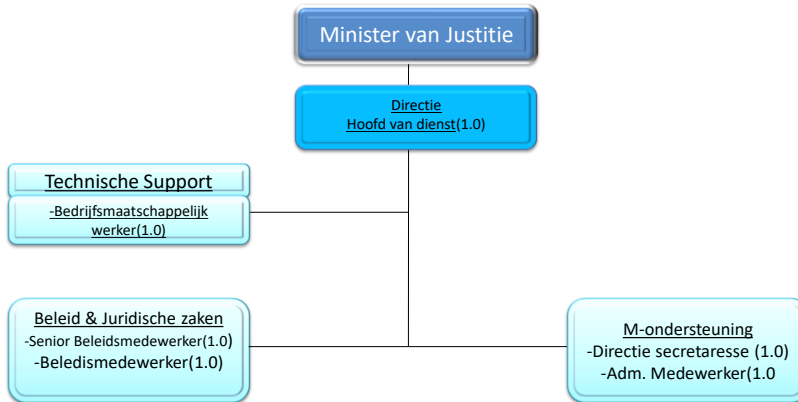 Minister van Justitie
Directie
Hoofd van dienst(1.0)
Technische Support
-Bedrijfsmaatschappelijk
werker(1.0)
Beleid & Juridische zaken
-Senior Beleidsmedewerker(1.0)
-Beledismedewerker(1.0)
M-ondersteuning
-Directie secretaresse (1.0)
-Adm. Medewerker(1.0